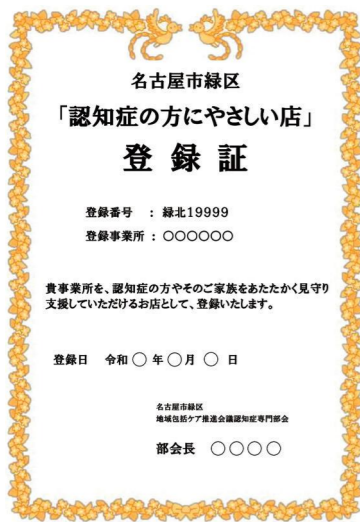 名古屋市緑区
「認知症の方にやさしい店」
登録証
登録番号 ： 緑北19999
登録事業所 ： 〇〇〇〇〇〇
貴事業所を、認知症の方やそのご家族をあたたかく見守り
支援していただけるお店として、登録いたします。
登録日 令和 〇 年 〇 月 〇 日
名古屋市緑区
地域包括ケア推進会議認知症専門部会
部会長 〇〇〇〇